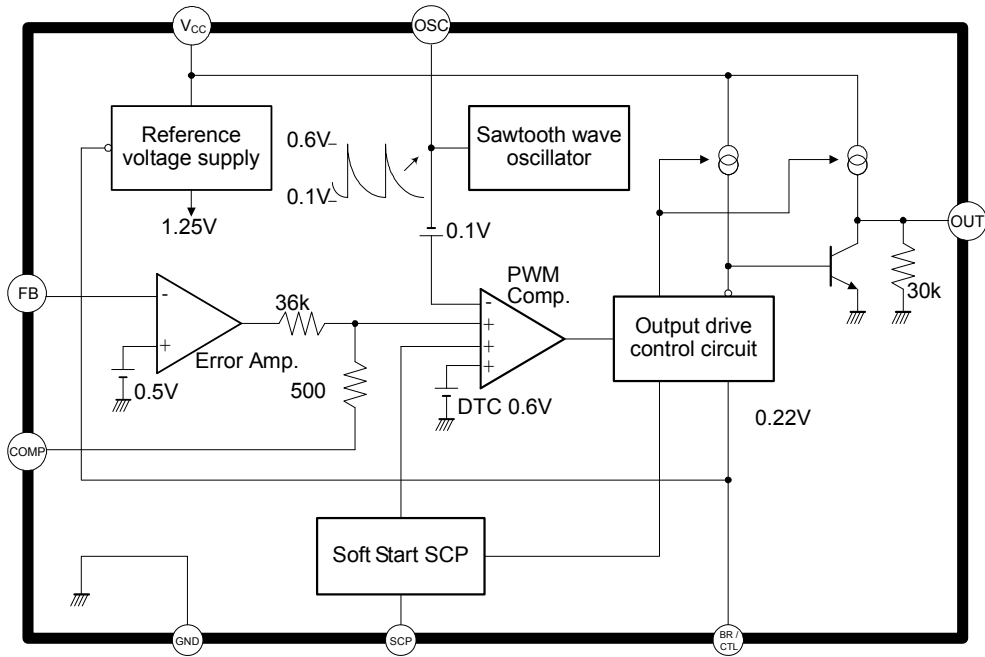 VCC
OSC
Reference
voltage supply
1.25V
0.6V
0.1V
Sawtooth wave
oscillator
0.1V
OUT
30k
FB
-
+
0.5V
Error Amp.
36k
500
PWM
Comp.
-
+
+
+
DTC 0.6V
Output drive
control circuit
0.22V
COMP
Soft Start SCP
GND
SCP
BR /
CTL